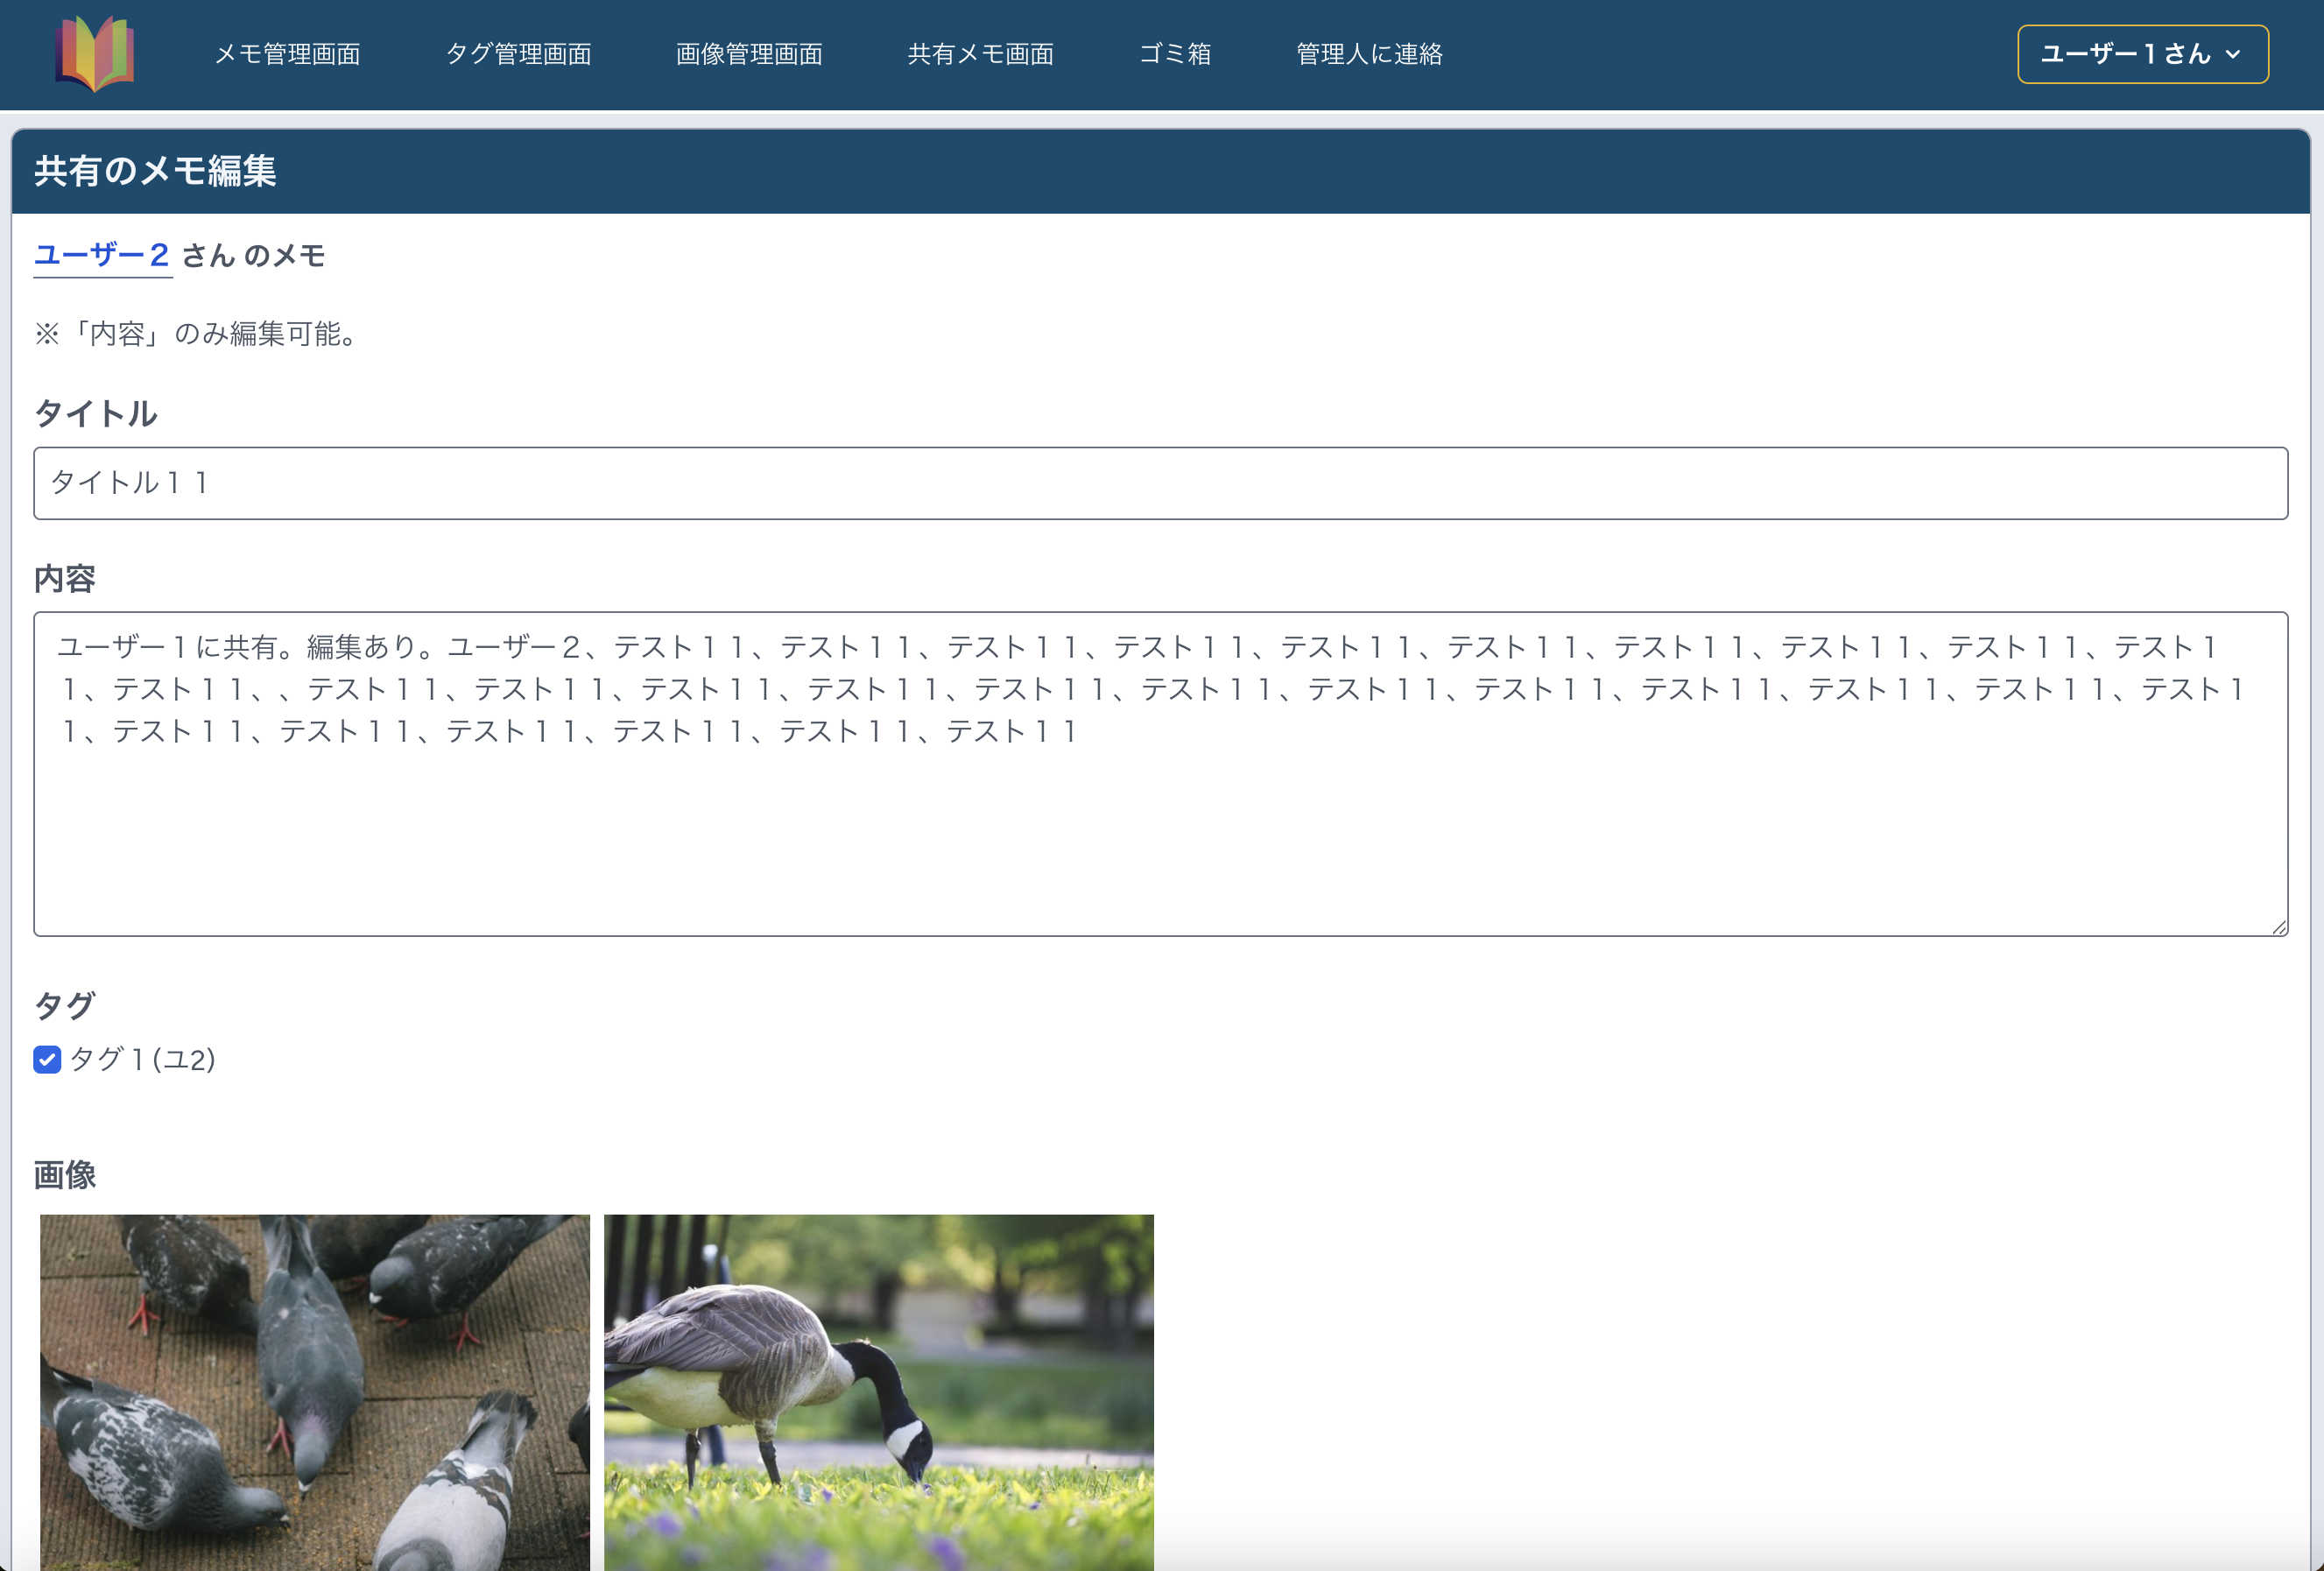 メモ管理画面 タグ管理画面 画像管理画面 共有メモ画面 ゴミ箱 管理人に連絡 ユーザー１さん
共有のメモ編集
ユーザー２ さん のメモ
※「内容」のみ編集可能。
タイトル
タイトル１１
内容
ユーザー１に共有。編集あり。ユーザー２、テスト１１、テスト１１、テスト１１、テスト１１、テスト１１、テスト１１、テスト１１、テスト１１、テスト１１、テスト１
１、テスト１１、、テスト１１、テスト１１、テスト１１、テスト１１、テスト１１、テスト１１、テスト１１、テスト１１、テスト１１、テスト１１、テスト１１、テスト１
１、テスト１１、テスト１１、テスト１１、テスト１１、テスト１１、テスト１１
タグ
タグ１(ユ2)
画像